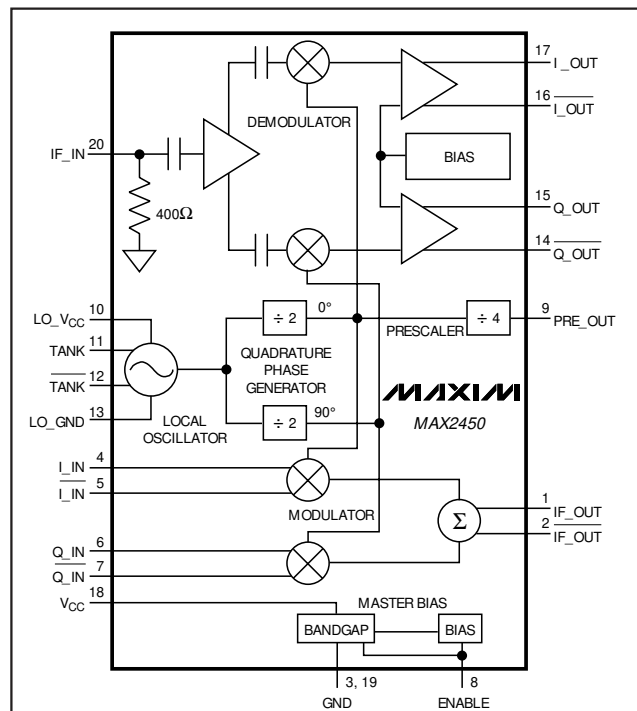 17
I_OUT
16
I_OUT
DEMODULATOR
20
IF_IN
BIAS
400Ω
15
Q_OUT
14
Q_OUT
10
LO_VCC
÷ 2
0°
PRESCALER
÷ 4
9
PRE_OUT
11
TANK
12
TANK
QUADRATURE
PHASE
GENERATOR
MAXIM
MAX2450
13
LO_GND
LOCAL
OSCILLATOR
÷ 2
90°
4
I_IN
5
I_IN
MODULATOR
Σ
1
IF_OUT
2
IF_OUT
6
Q_IN
7
Q_IN
18
VCC
MASTER BIAS
BANDGAP
BIAS
3, 19
8
GND
ENABLE